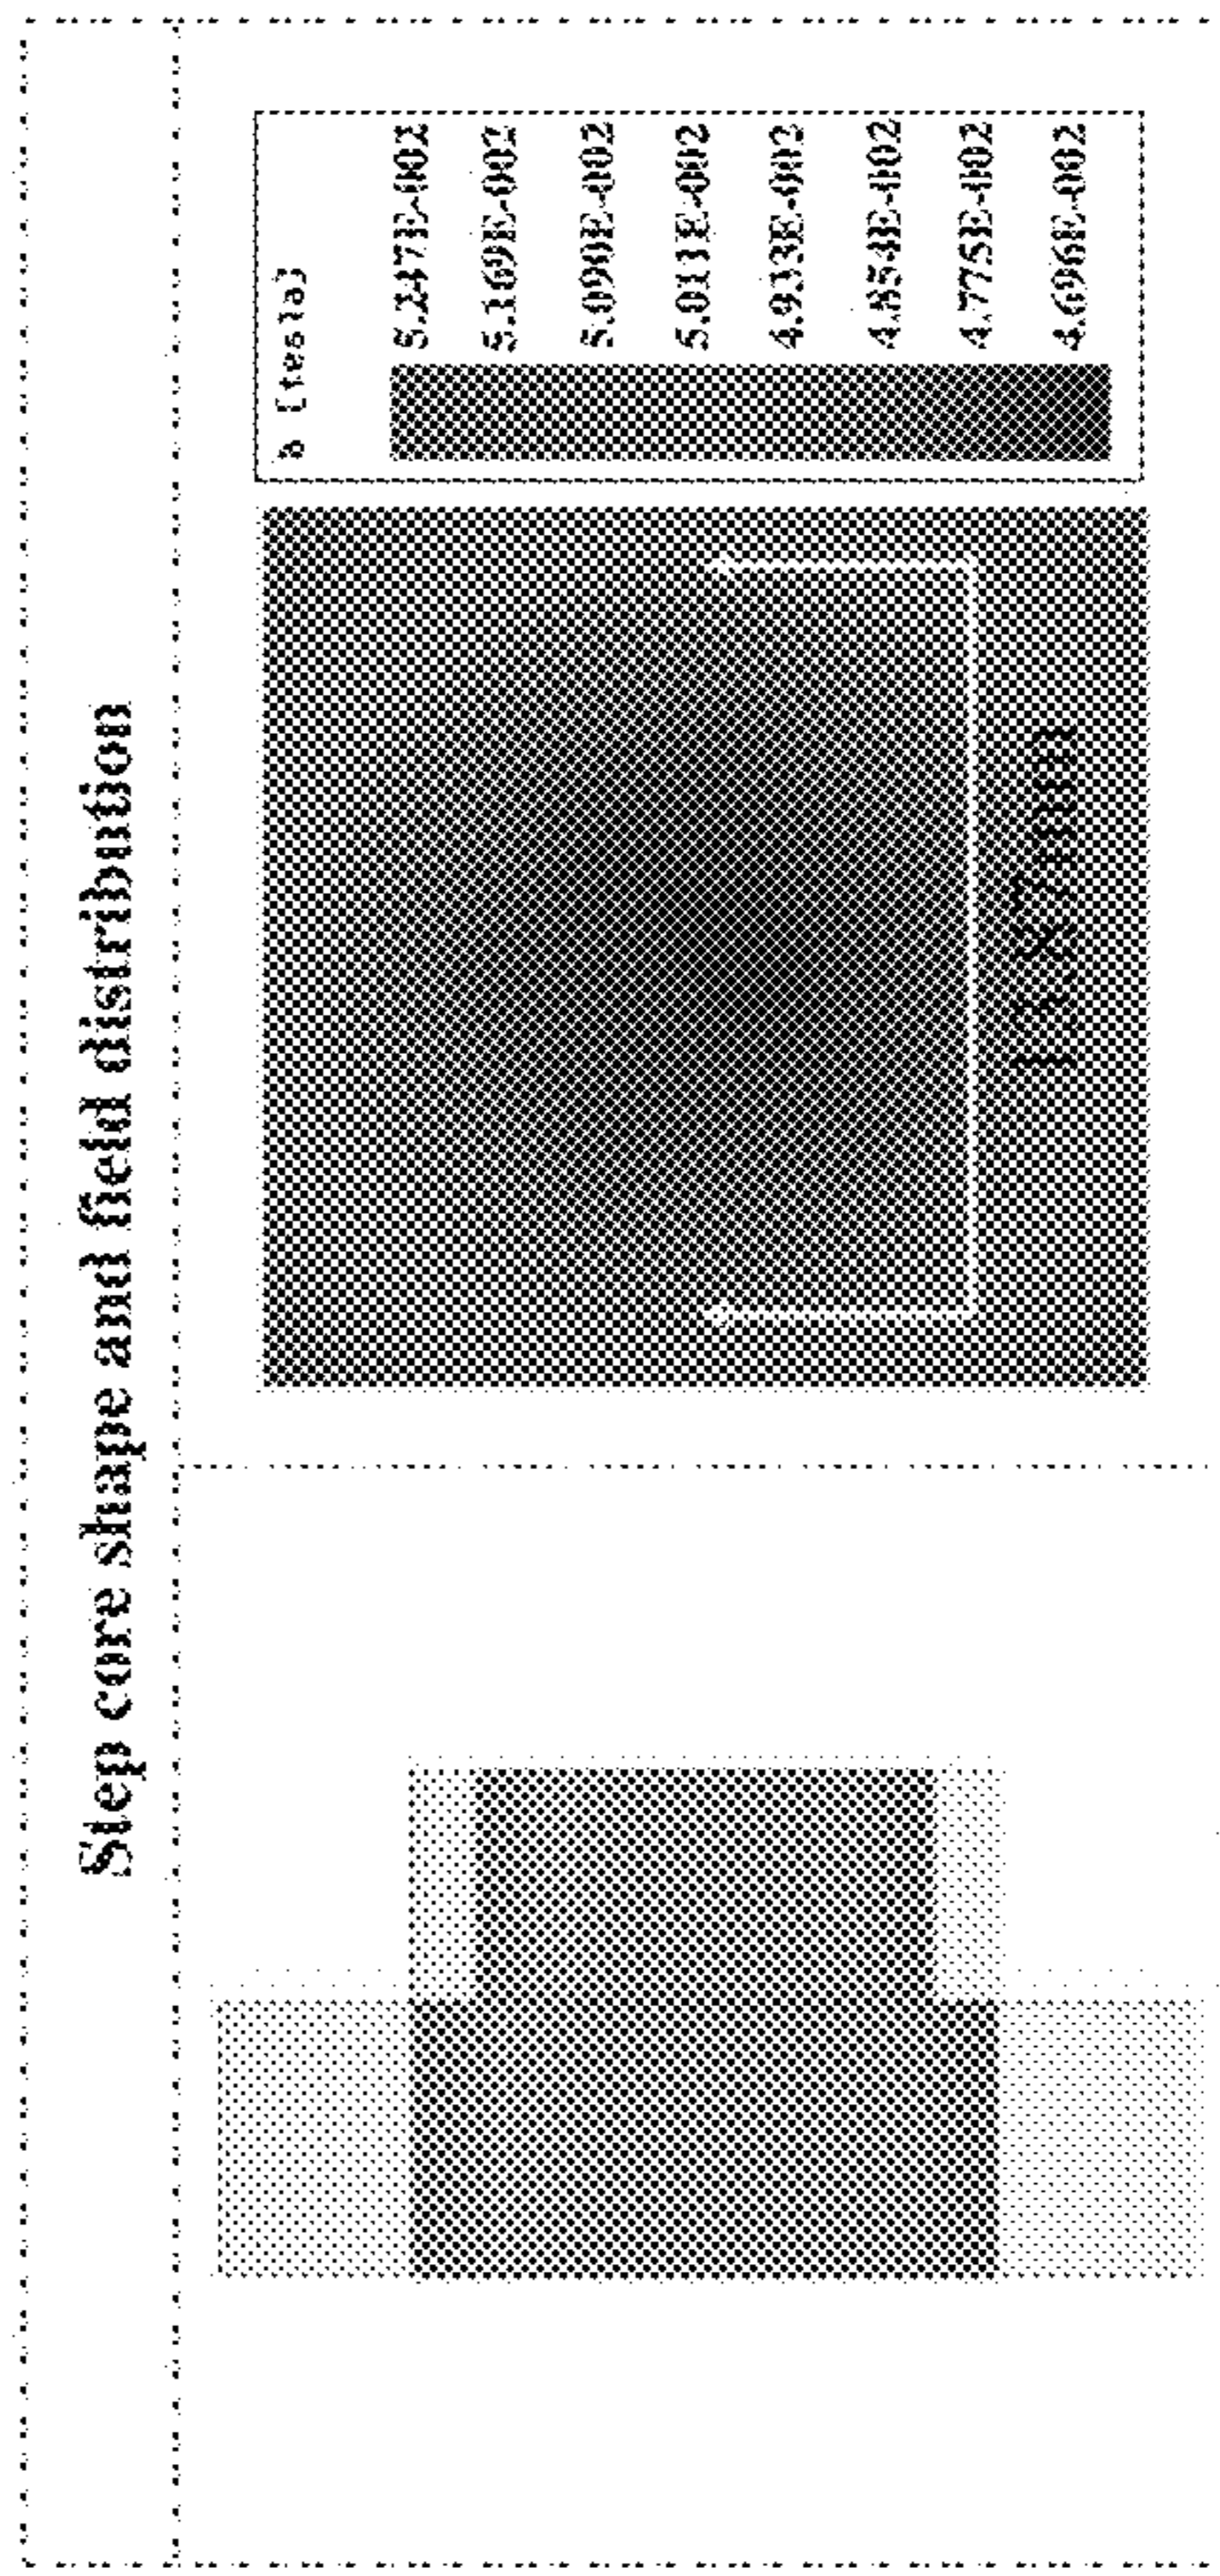 Step core shape and field distribution
B [tesla]
5.247E-002
5.169E-002
5.090E-002
5.011E-002
4.933E-002
4.854E-002
4.775E-002
4.696E-002